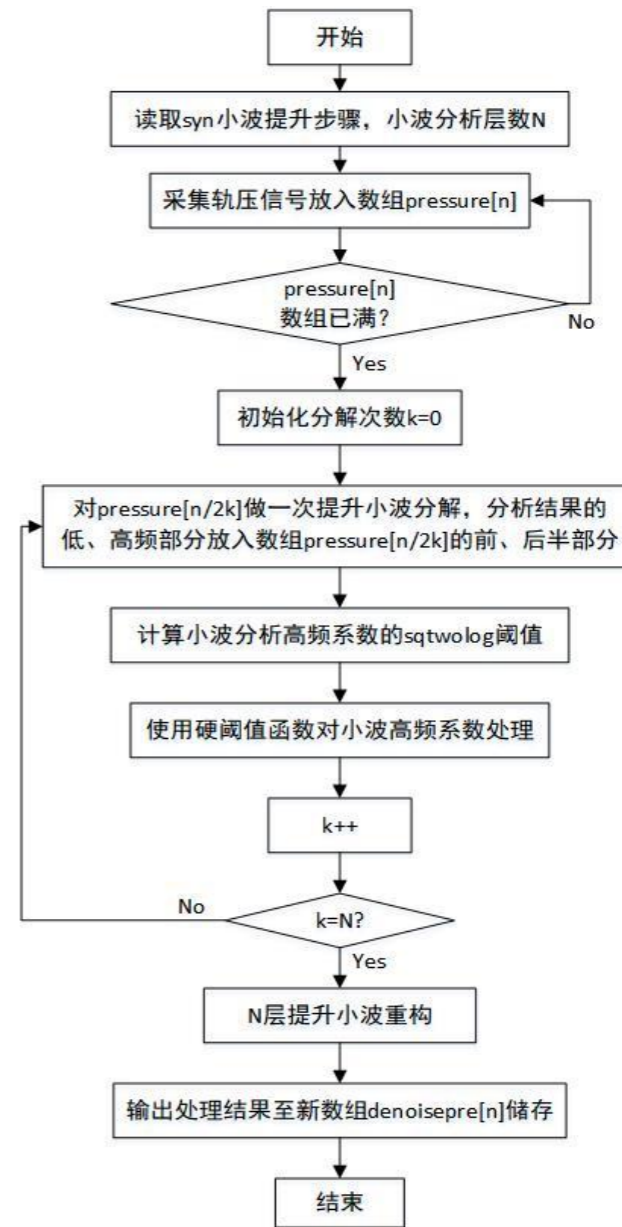 开始
读取syn小波提升步骤，小波分析层数N
采集轨压信号放入数组pressure[n]
pressure[n]
数组已满？
No
Yes
初始化分解次数k=0
对pressure[n/2k]做一次提升小波分解，分析结果的
低、高频部分放入数组pressure[n/2k]的前、后半部分
计算小波分析高频系数的sqtwolog阈值
使用硬阈值函数对小波高频系数处理
k++
No
k=N?
Yes
N层提升小波重构
输出处理结果至新数组denoisepre[n]储存
结束